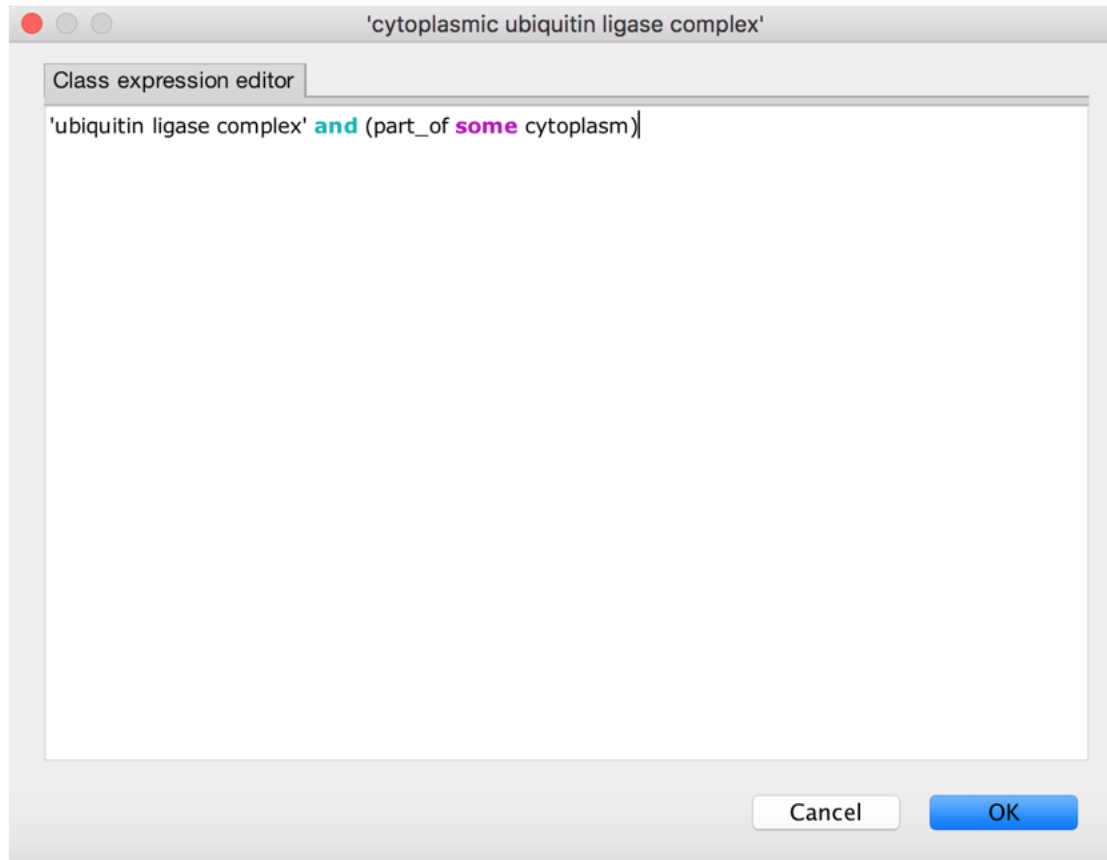 'cytoplasmic ubiquitin ligase complex'
Class expression editor
'ubiquitin ligase complex' and (part_of some cytoplasm)
Cancel
OK